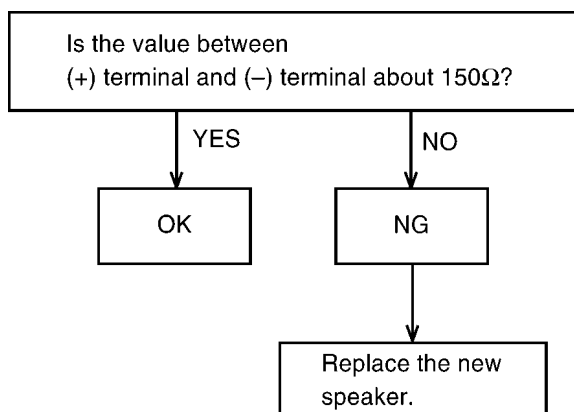 Is the value between
(+) terminal and (–) terminal about 150Ω?
YES
NO
OK
NG
Replace the new
speaker.